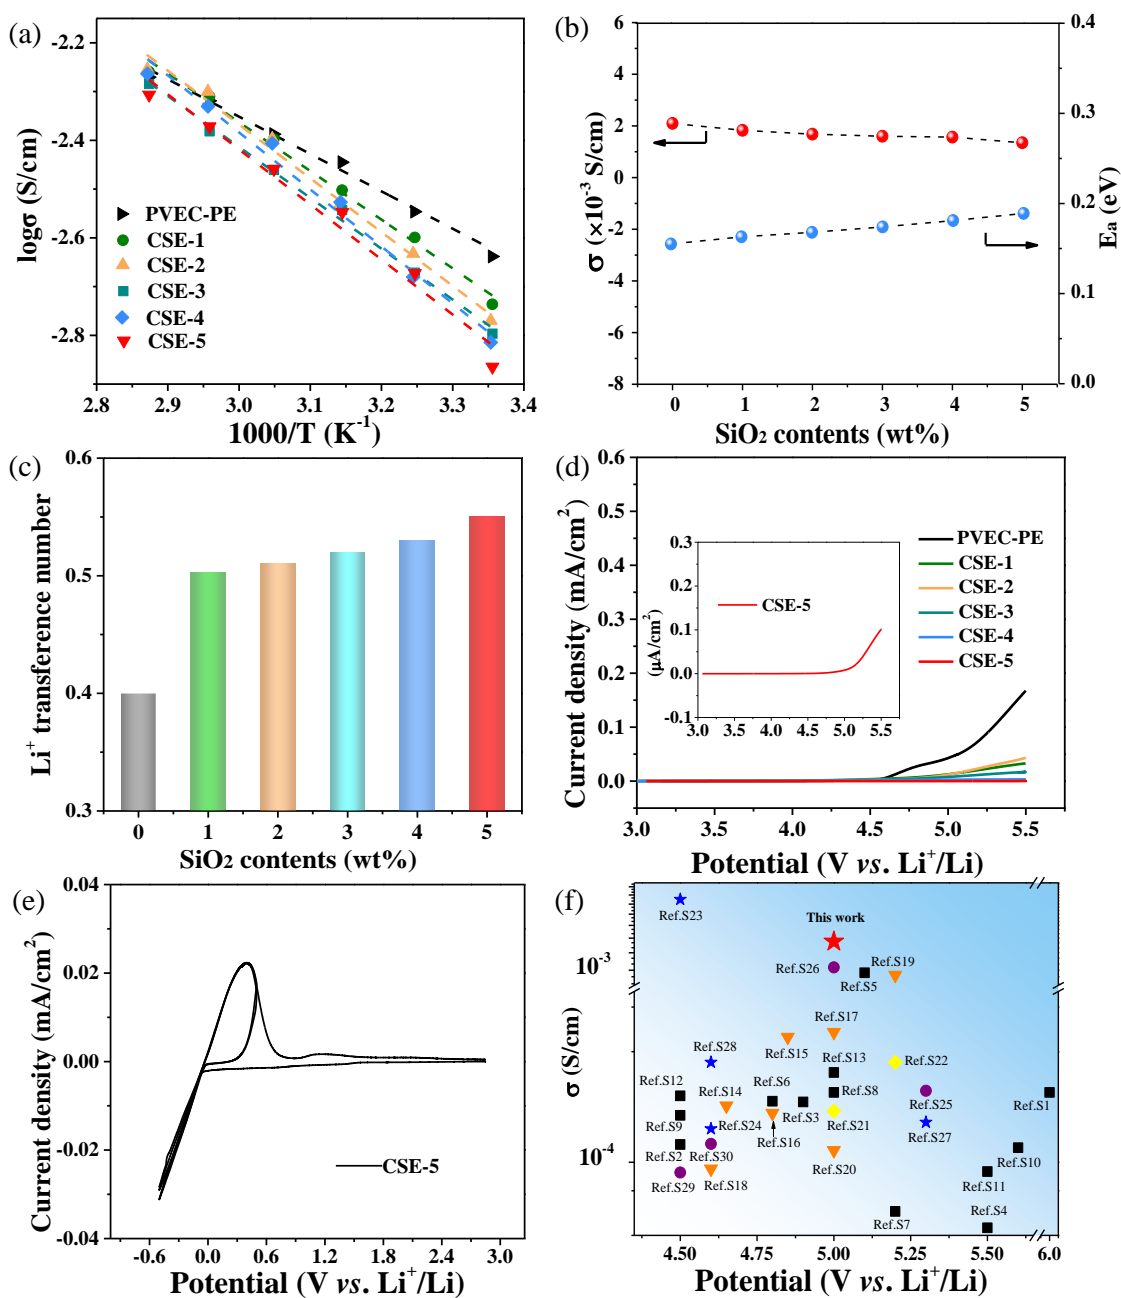 (a)
-2.2
-2.4
-2.6
-2.8
logσ (S/cm)
PVEC-PE
CSE-1
CSE-2
CSE-3
CSE-4
CSE-5
2.8 2.9 3.0 3.1 3.2 3.3 3.4
1000/T (K⁻¹)
(b)
6
4
2
0
-2
-4
-6
-8
σ (×10⁻³ S/cm)
0.4
0.3
0.2
0.1
0.0
Ea (eV)
0 1 2 3 4 5
SiO₂ contents (wt%)
(c)
0.6
0.5
0.4
0.3
Li⁺ transference number
0 1 2 3 4 5
SiO₂ contents (wt%)
(d)
0.6
0.5
0.4
0.3
0.2
0.1
0.0
Current density (mA/cm²)
PVEC-PE
CSE-1
CSE-2
CSE-3
CSE-4
CSE-5
0.3
0.2
0.1
0.0
-0.1
(μA/cm²)
CSE-5
3.0 3.5 4.0 4.5 5.0 5.5
3.0 3.5 4.0 4.5 5.0 5.5
Potential (V vs. Li⁺/Li)
(e)
0.04
0.02
0.00
-0.02
-0.04
Current density (mA/cm²)
CSE-5
-0.6 0.0 0.6 1.2 1.8 2.4 3.0
Potential (V vs. Li⁺/Li)
(f)
10⁻³
10⁻⁴
σ (S/cm)
Ref.S23
This work
Ref.S26
Ref.S19
Ref.S5
Ref.S17
Ref.S28
Ref.S15
Ref.S13
Ref.S22
Ref.S12
Ref.S14
Ref.S6
Ref.S8
Ref.S25
Ref.S1
Ref.S9
Ref.S24
Ref.S3
Ref.S21
Ref.S27
Ref.S16
Ref.S2
Ref.S30
Ref.S20
Ref.S10
Ref.S29
Ref.S18
Ref.S11
Ref.S7
Ref.S4
4.50 4.75 5.00 5.25 5.50 6.0
Potential (V vs. Li⁺/Li)